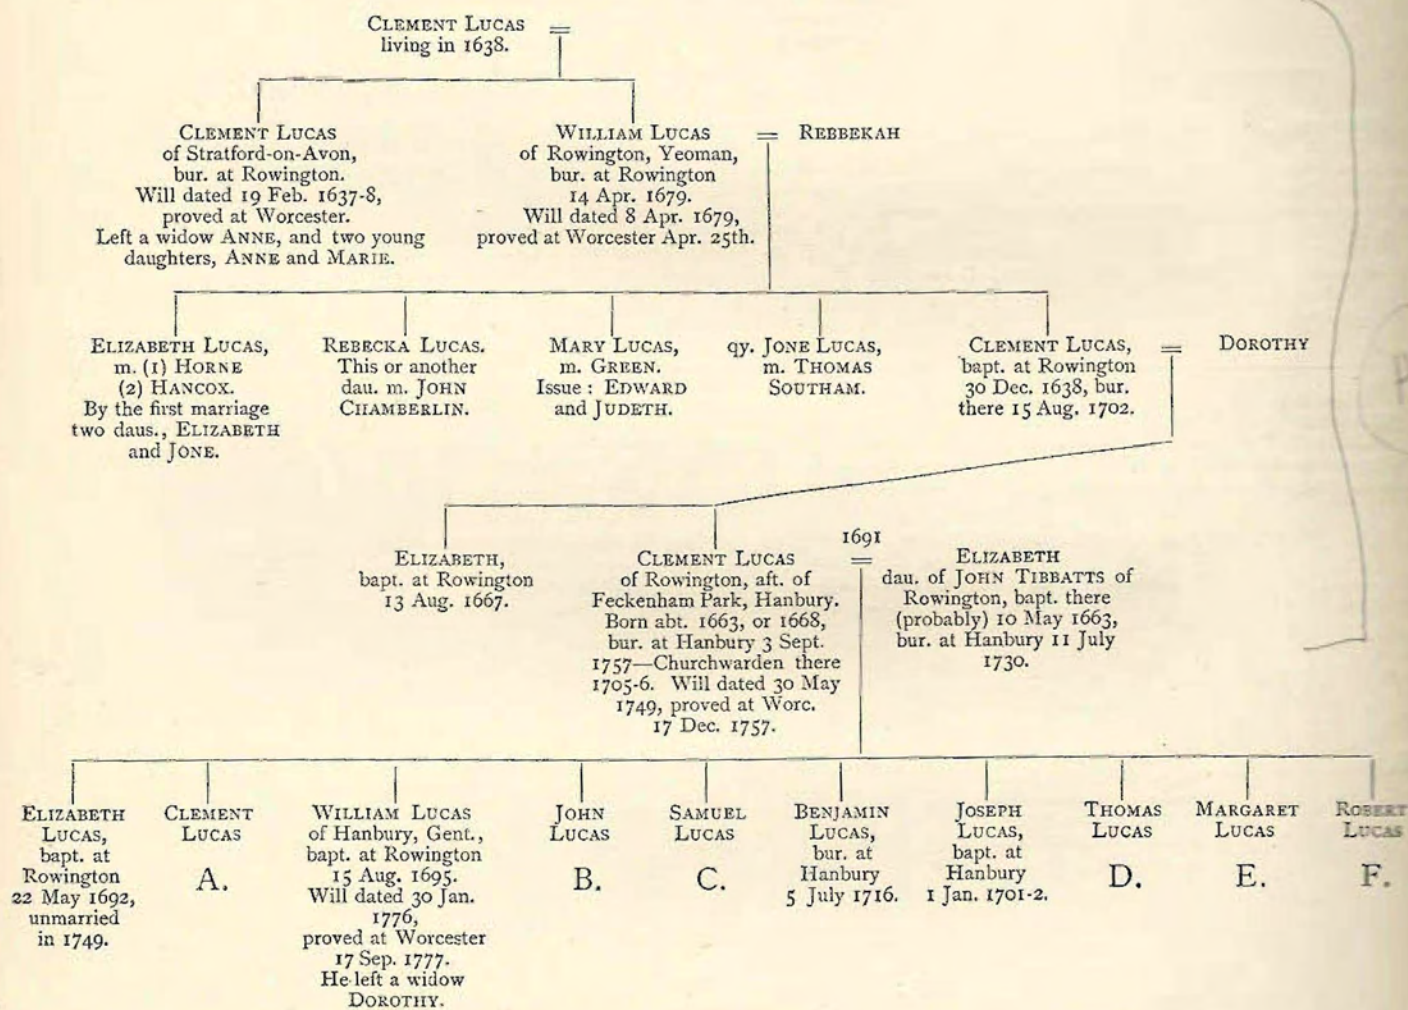 CLEMENT LUCAS =
living in 1638.
CLEMENT LUCAS
of Stratford-on-Avon,
bur. at Rowington.
Will dated 19 Feb. 1637-8,
proved at Worcester.
Left a widow ANNE, and two young
daughters, ANNE and MARIE.
WILLIAM LUCAS
of Rowington, Yeoman,
bur. at Rowington
14 Apr. 1679.
Will dated 8 Apr. 1679,
proved at Worcester Apr. 25th.
= REBBEKAH
ELIZABETH LUCAS,
m. (1) HORNE
(2) HANCOX.
By the first marriage
two daus., ELIZABETH
and JONE.
REBECKA LUCAS.
This or another
dau. m. JOHN
CHAMBERLIN.
MARY LUCAS,
m. GREEN.
Issue : EDWARD
and JUDETH.
qy. JONE LUCAS,
m. THOMAS
SOUTHAM.
CLEMENT LUCAS,
bapt. at Rowington
30 Dec. 1638, bur.
there 15 Aug. 1702.
= DOROTHY
ELIZABETH,
bapt. at Rowington
13 Aug. 1667.
CLEMENT LUCAS
of Rowington, aft. of
Feckenham Park, Hanbury.
Born abt. 1663, or 1668,
bur. at Hanbury 3 Sept.
1757—Churchwarden there
1705-6. Will dated 30 May
1749, proved at Worc.
17 Dec. 1757.
1691
=
ELIZABETH
dau. of JOHN TIBBATTS of
Rowington, bapt. there
(probably) 10 May 1663,
bur. at Hanbury 11 July
1730.
ELIZABETH
LUCAS,
bapt. at
Rowington
22 May 1692,
unmarried
in 1749.
CLEMENT
LUCAS
A.
WILLIAM LUCAS
of Hanbury, Gent.,
bapt. at Rowington
15 Aug. 1695.
Will dated 30 Jan.
1776,
proved at Worcester
17 Sep. 1777.
He left a widow
DOROTHY.
JOHN
LUCAS
B.
SAMUEL
LUCAS
C.
BENJAMIN
LUCAS,
bur. at
Hanbury
5 July 1716.
JOSEPH
LUCAS,
bapt. at
Hanbury
1 Jan. 1701-2.
THOMAS
LUCAS
D.
MARGARET
LUCAS
E.
ROBERT
LUCAS
F.